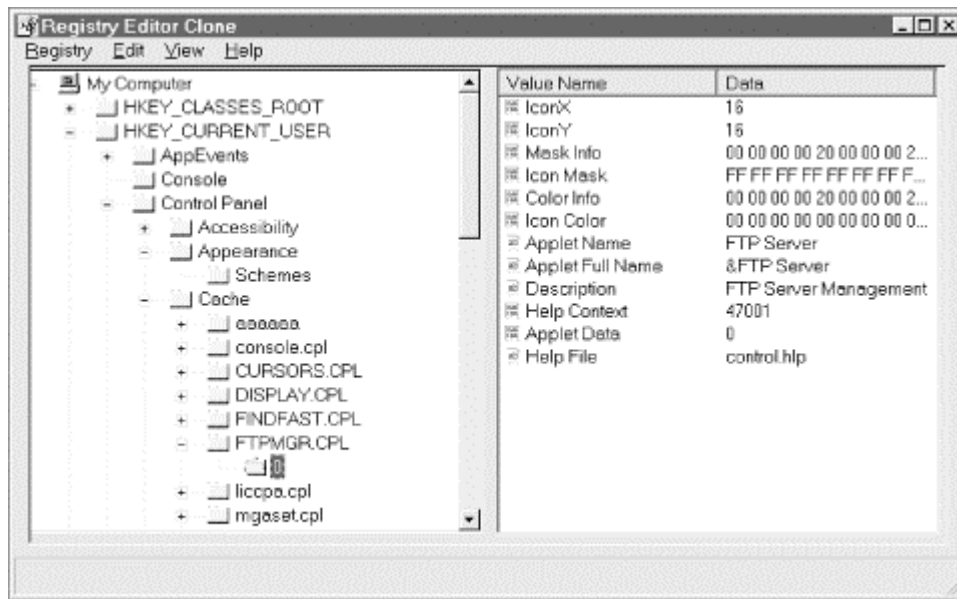 Registry Editor Clone
Registry Edit View Help
My Computer
HKEY_CLASSES_ROOT
HKEY_CURRENT_USER
AppEvents
Console
Control Panel
Accessibility
Appearance
Schemes
Cache
aaaaaa
console.cpl
CURSORS.CPL
DISPLAY.CPL
FINDFAST.CPL
FTPMGR.CPL
0
liccpa.cpl
mgaset.cpl
Value Name Data
IconX 16
IconY 16
Mask Info 00 00 00 00 20 00 00 00 2...
Icon Mask FF FF FF FF FF FF FF FF F...
Color Info 00 00 00 00 20 00 00 00 2...
Icon Color 00 00 00 00 00 00 00 00 0...
Applet Name FTP Server
Applet Full Name &FTP Server
Description FTP Server Management
Help Context 47001
Applet Data 0
Help File control.hlp